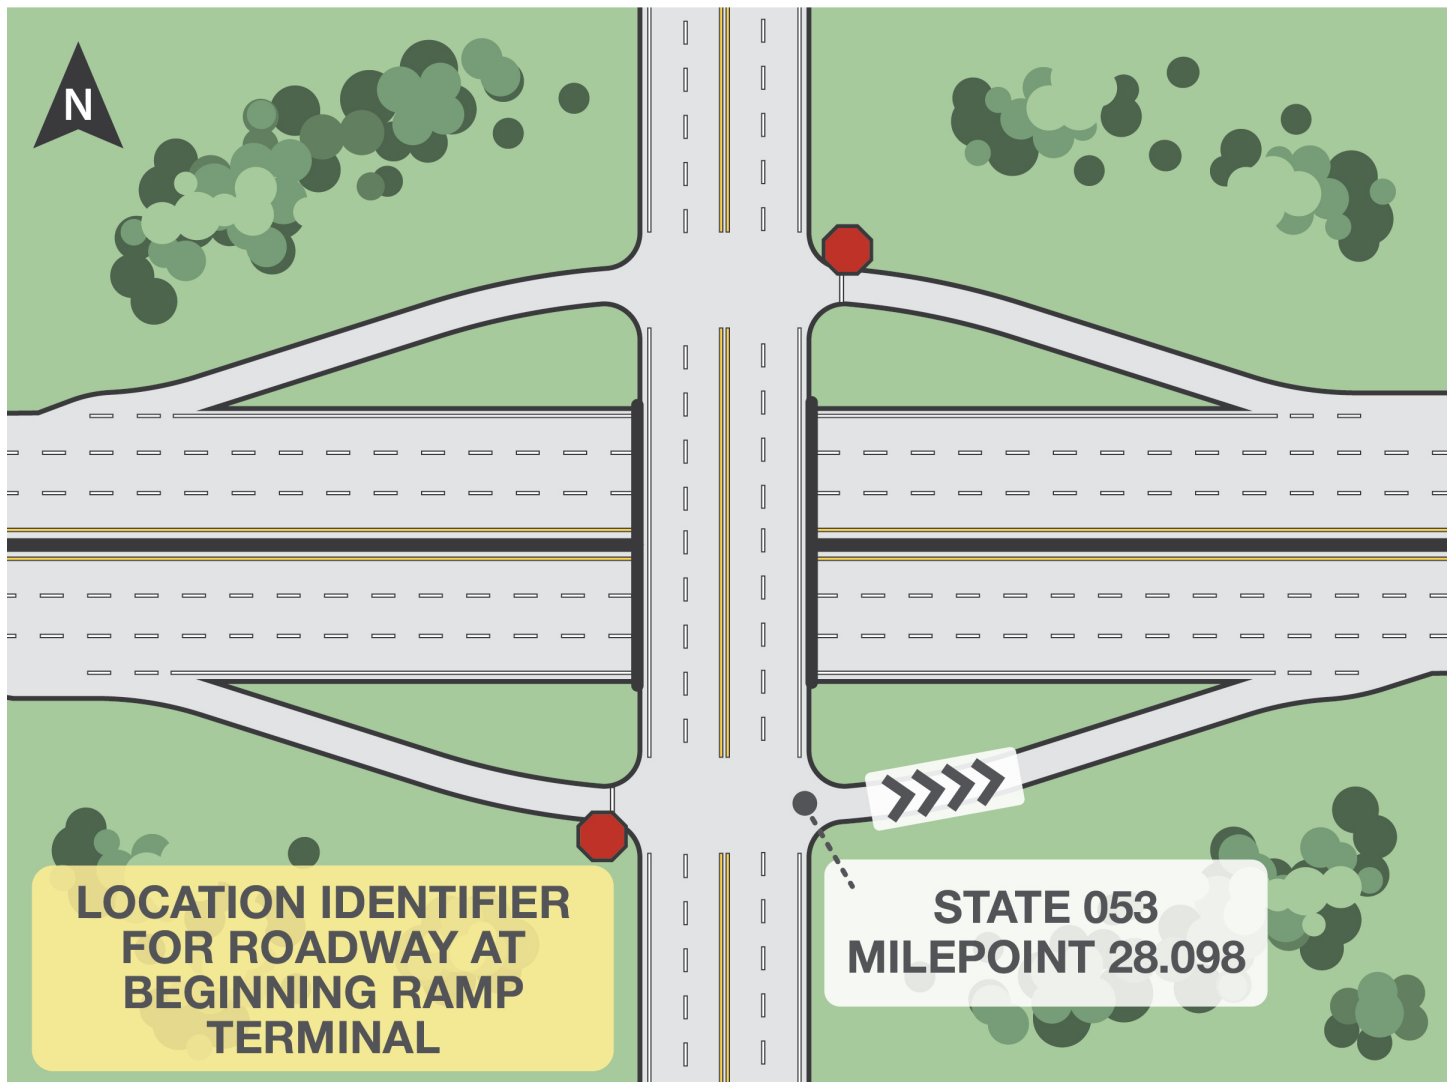 N
LOCATION IDENTIFIER
FOR ROADWAY AT
BEGINNING RAMP
TERMINAL
STATE 053
MILEPOINT 28.098